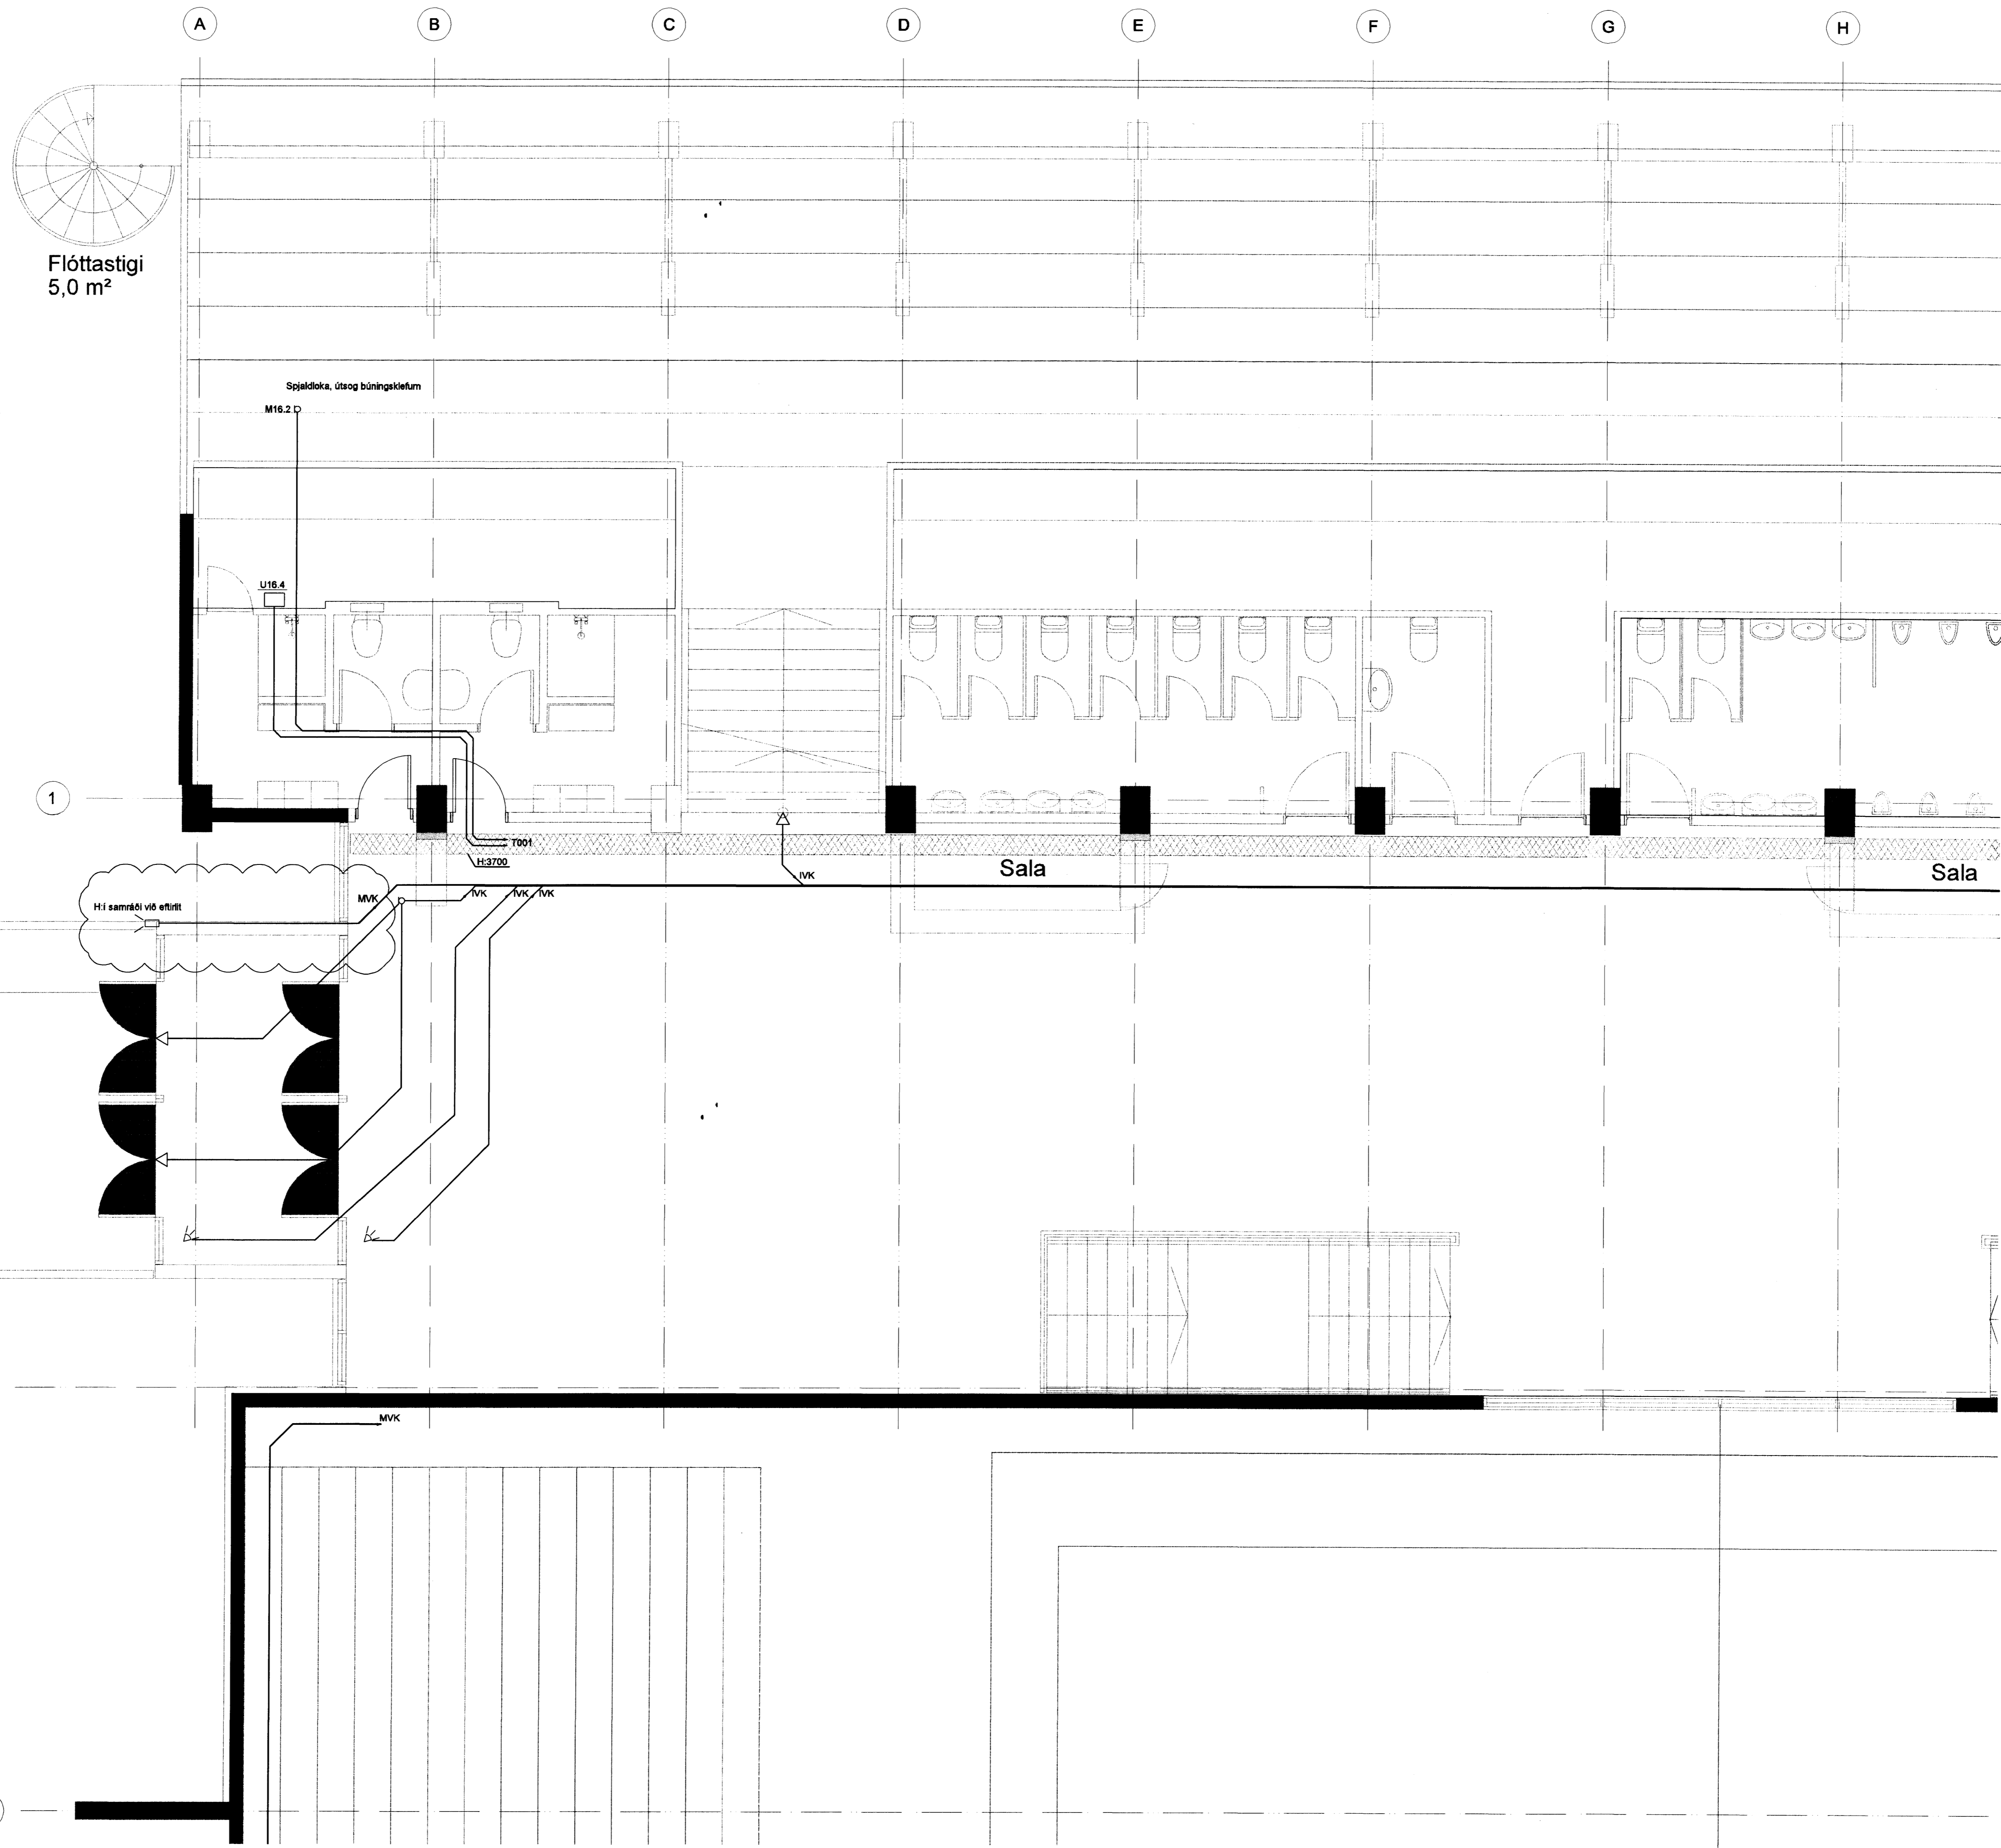 A B C D E F G H
Flóttastigi
5,0 m²
Spjaldloka, útsog búningsklefum
M16.2
U16.4
1
T001
H:3700
Sala
Sala
IVK
MVK
IVK
IVK
IVK
H:í samráði við eftirlit
MVK